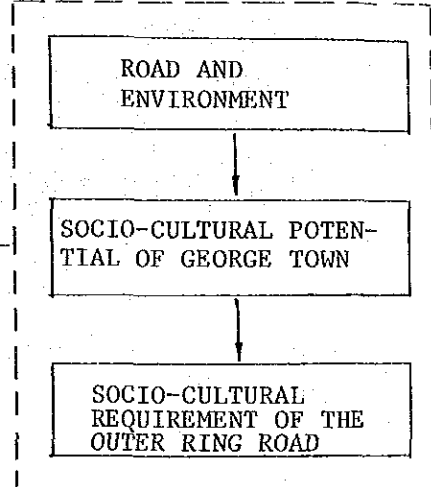 ROAD AND
ENVIRONMENT
SOCIO-CULTURAL POTEN-
TIAL OF GEORGE TOWN
SOCIO-CULTURAL
REQUIREMENT OF THE
OUTER RING ROAD